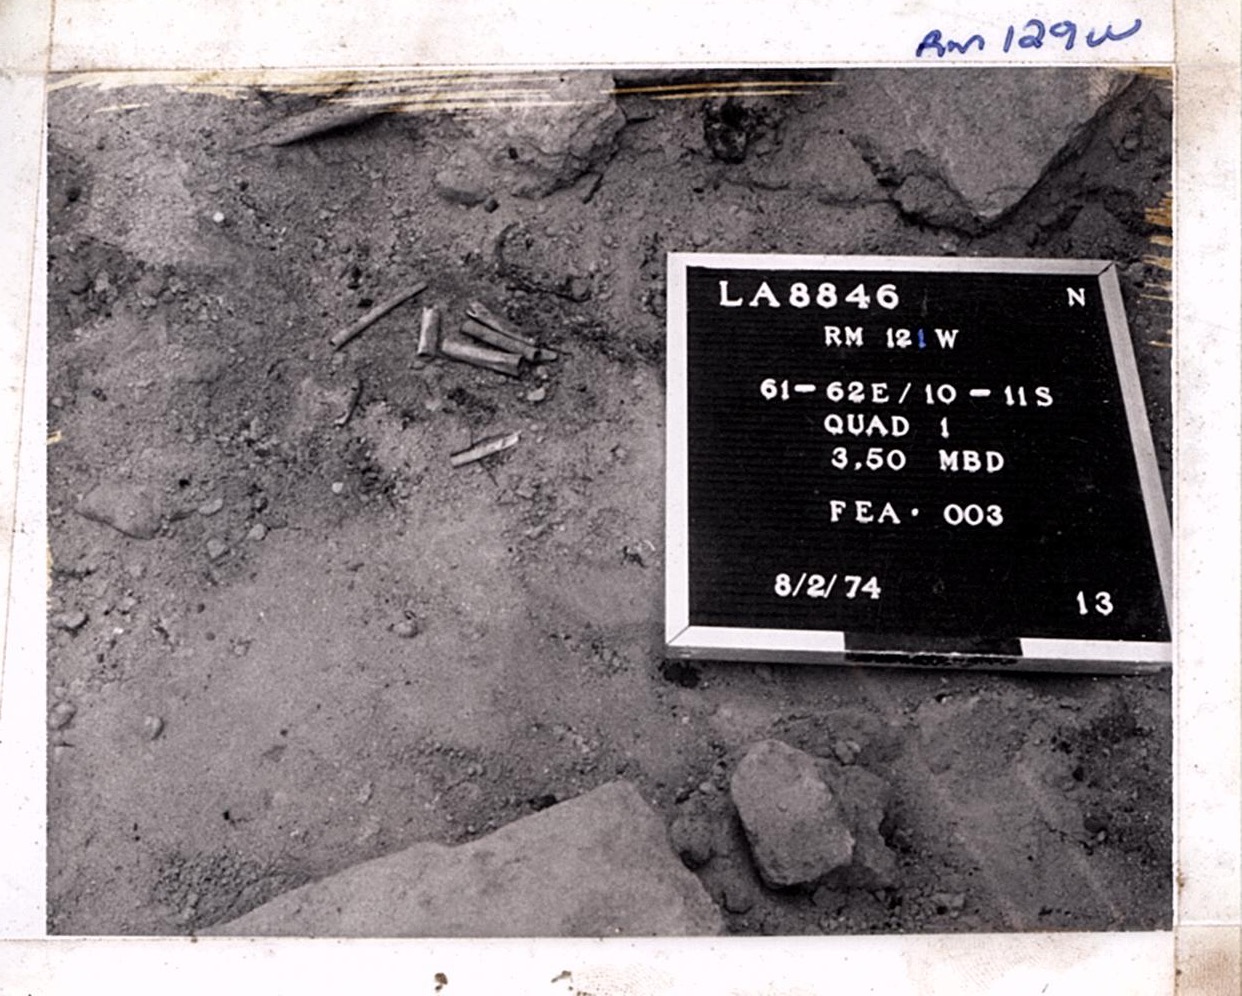 Rm 129W
LA8846 N
RM 121 W
61-62E/10-11S
QUAD 1
3.50 MBD
FEA. 003
8/2/74
13